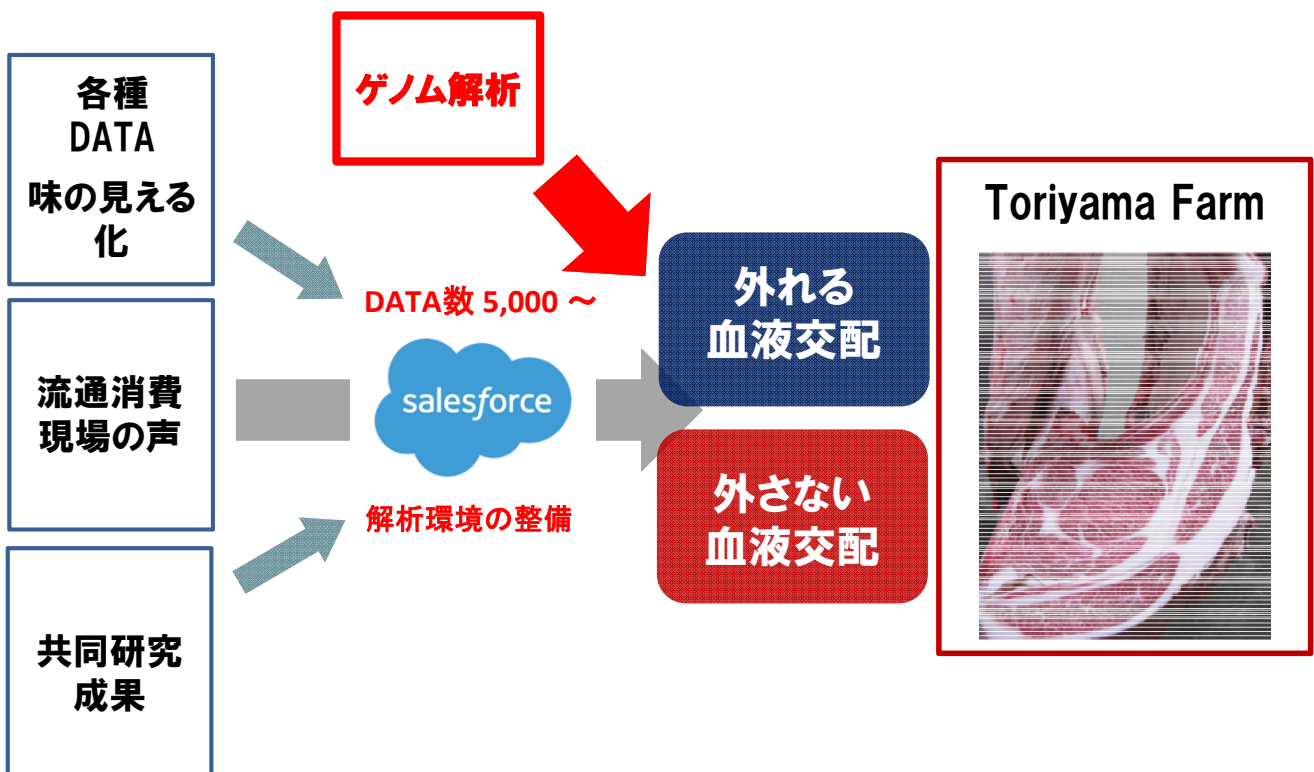 各種
DATA
味の見える
化
流通消費
現場の声
共同研究
成果
ゲノム解析
DATA数 5,000 ~
salesforce
解析環境の整備
外れる
血液交配
外さない
血液交配
Toriyama Farm